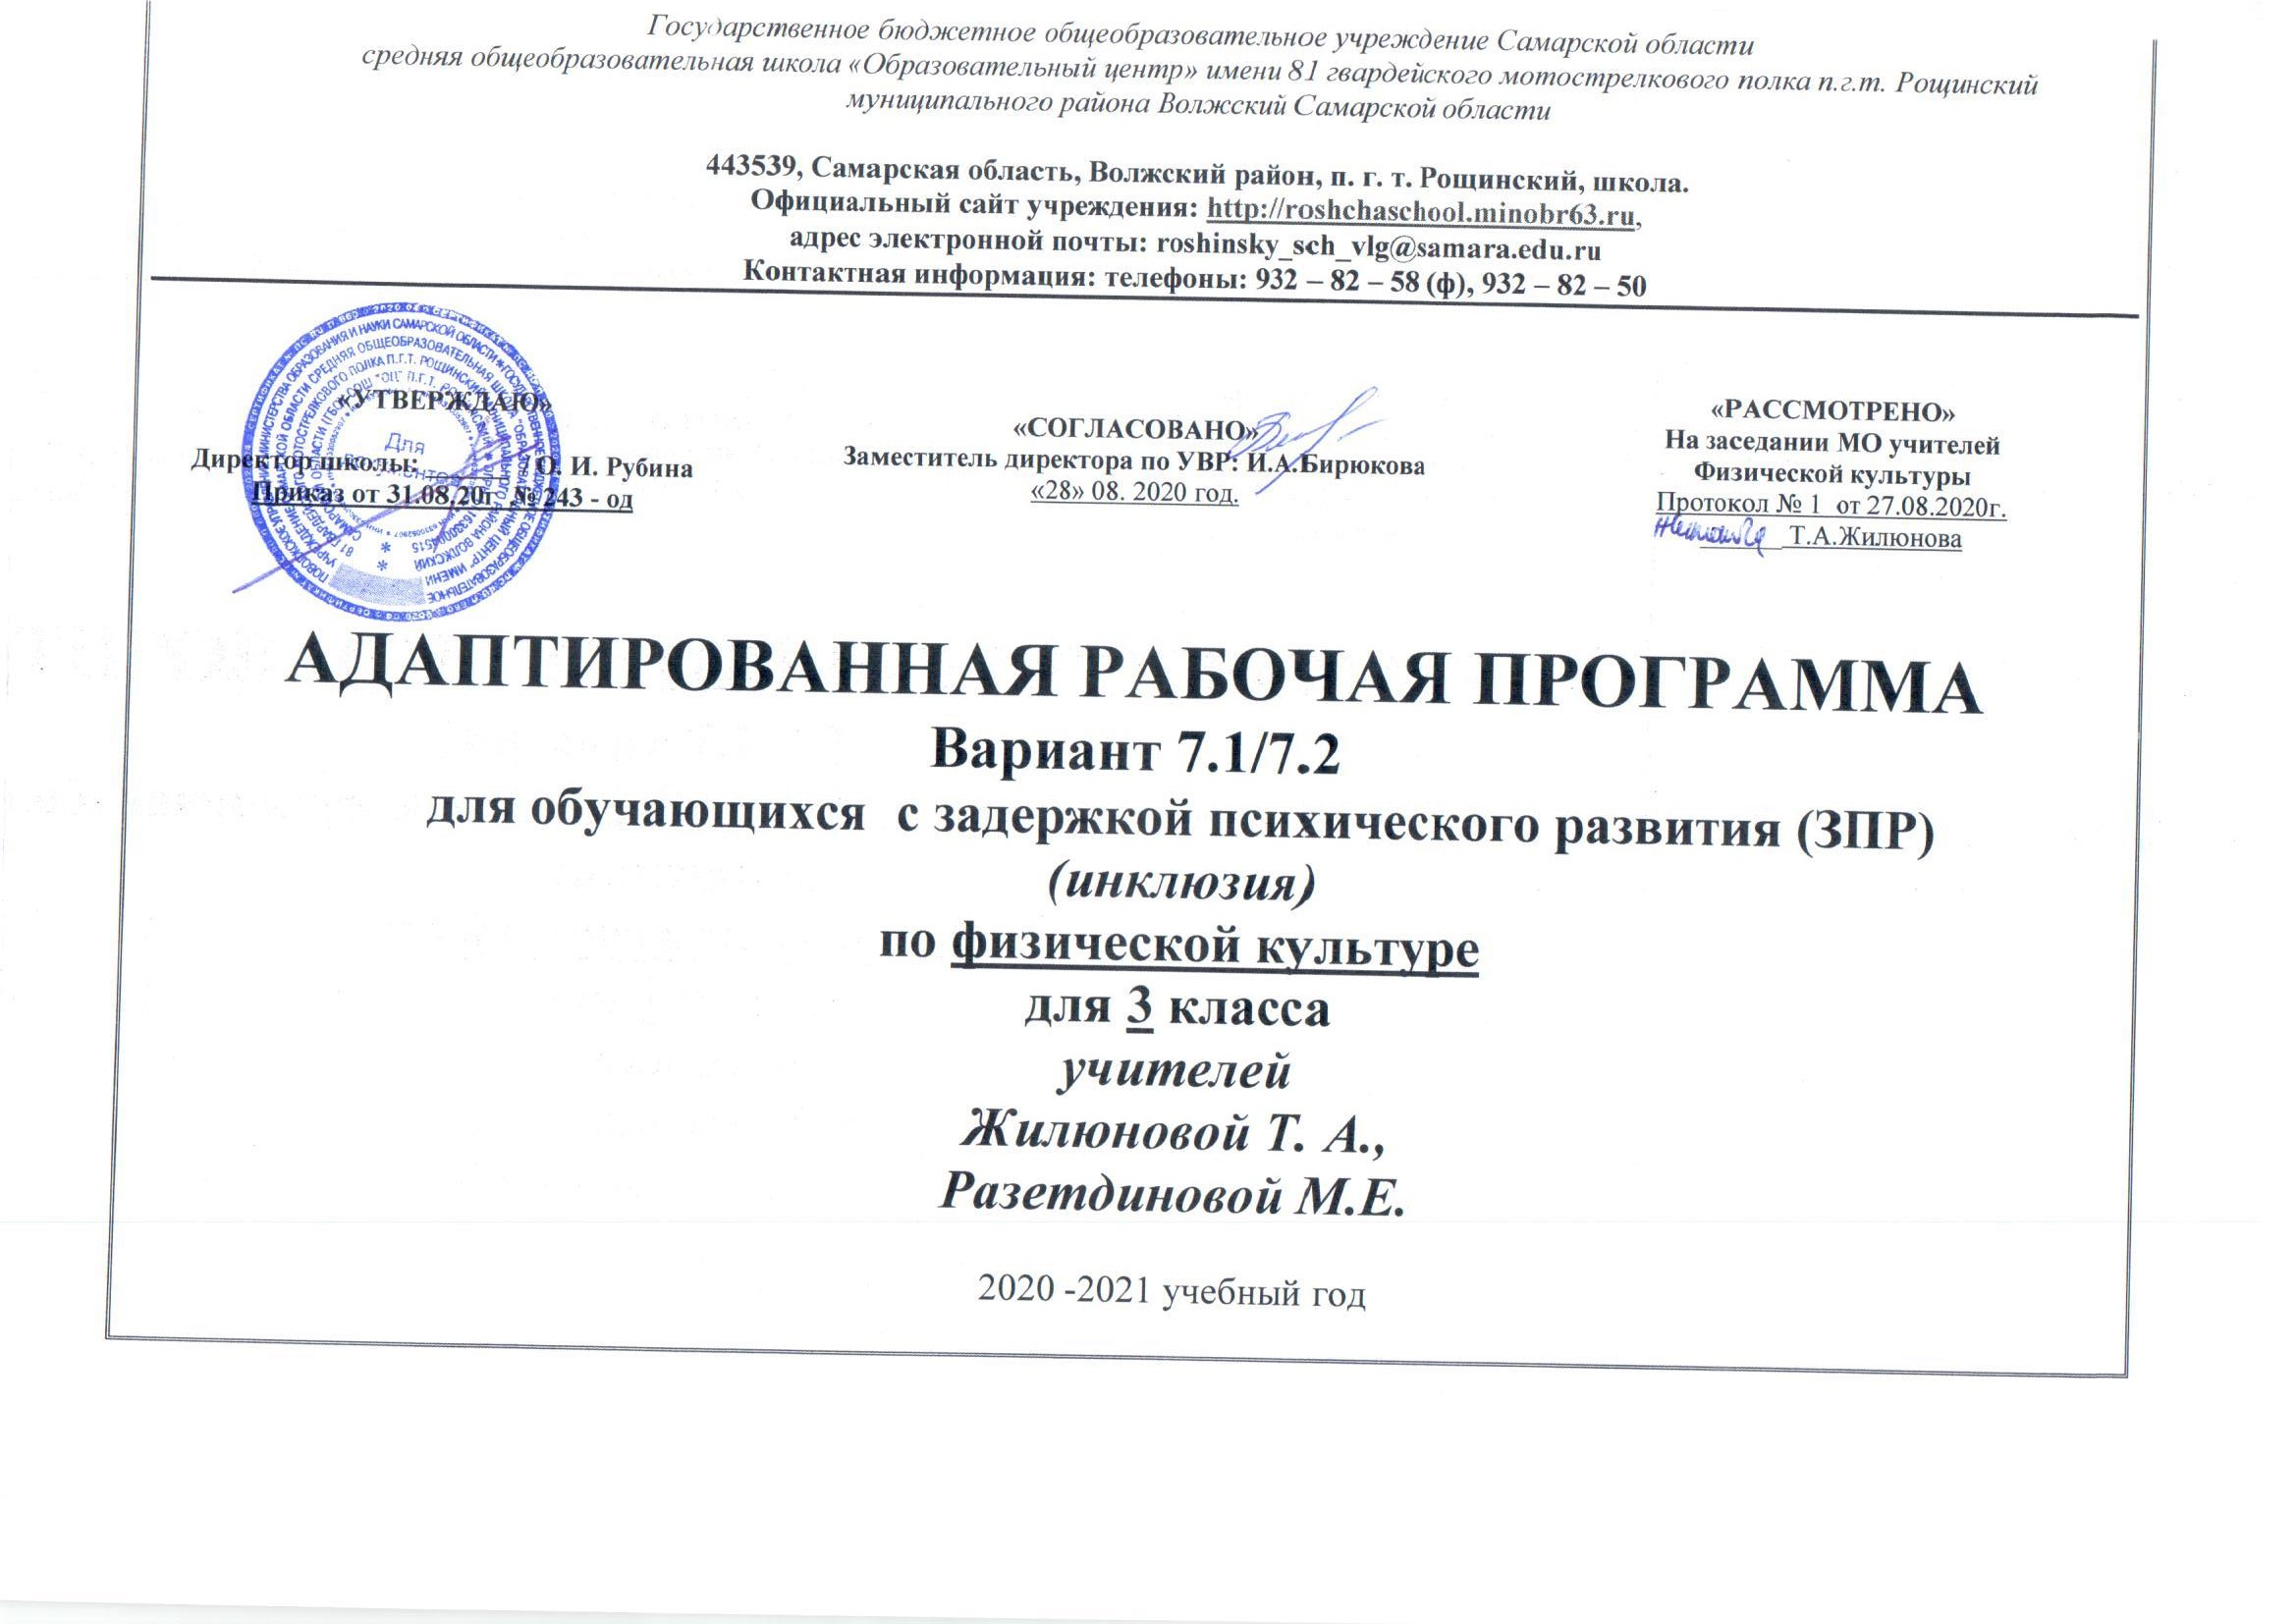 Государственное бюджетное общеобразовательное учреждение Самарской области
средняя общеобразовательная школа «Образовательный центр» имени 81 гвардейского мотострелкового полка п.г.т. Рощинский
муниципального района Волжский Самарской области
443539, Самарская область, Волжский район, п. г. т. Рощинский, школа.
Официальный сайт учреждения: http://roshchaschool.minobr63.ru,
адрес электронной почты: roshinsky_sch_vlg@samara.edu.ru
Контактная информация: телефоны: 932 – 82 – 58 (ф), 932 – 82 – 50
«УТВЕРЖДАЮ»
Директор школы: О. И. Рубина
Приказ от 31.08.20г. № 243 - од
Для
документов
«СОГЛАСОВАНО»
Заместитель директора по УВР: И.А.Бирюкова
«28» 08. 2020 год.
«РАССМОТРЕНО»
На заседании МО учителей
Физической культуры
Протокол № 1 от 27.08.2020г.
______ Т.А.Жилюнова
АДАПТИРОВАННАЯ РАБОЧАЯ ПРОГРАММА
Вариант 7.1/7.2
для обучающихся с задержкой психического развития (ЗПР)
(инклюзия)
по физической культуре
для 3 класса
учителей
Жилюновой Т. А.,
Разетдиновой М.Е.
2020 -2021 учебный год